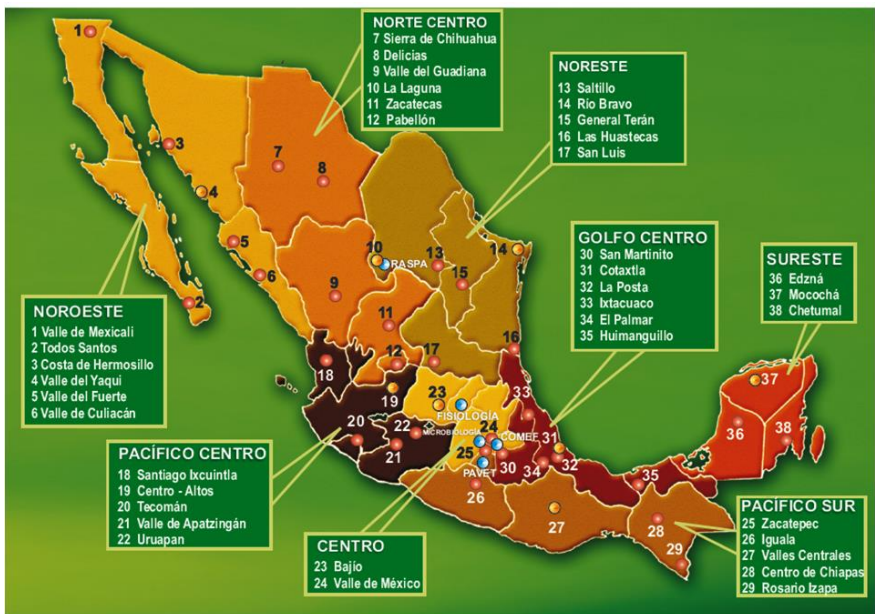 NORTE CENTRO
7 Sierra de Chihuahua
8 Delicias
9 Valle del Guadiana
10 La Laguna
11 Zacatecas
12 Pabellón
NORESTE
13 Saltillo
14 Río Bravo
15 General Terán
16 Las Huastecas
17 San Luis
GOLFO CENTRO
30 San Martinito
31 Cotaxtla
32 La Posta
33 Ixtacuaco
34 El Palmar
35 Huimanguillo
SURESTE
36 Edzná
37 Mocochá
38 Chetumal
NOROESTE
1 Valle de Mexicali
2 Todos Santos
3 Costa de Hermosillo
4 Valle del Yaqui
5 Valle del Fuerte
6 Valle de Culiacán
PACÍFICO CENTRO
18 Santiago Ixcuintla
19 Centro - Altos
20 Tecomán
21 Valle de Apatzingán
22 Uruapan
CENTRO
23 Bajío
24 Valle de México
PACÍFICO SUR
25 Zacatepec
26 Iguala
27 Valles Centrales
28 Centro de Chiapas
29 Rosario Izapa
1
3
7
8
4
5
6
2
10
RASPA
13
14
9
15
11
12
17
16
18
19
23
FISIOLOGÍA
33
37
20
22
MICROBIOLOGÍA
24
COMEF
31
36
38
21
25
30
34
32
PAVET
35
26
27
28
29